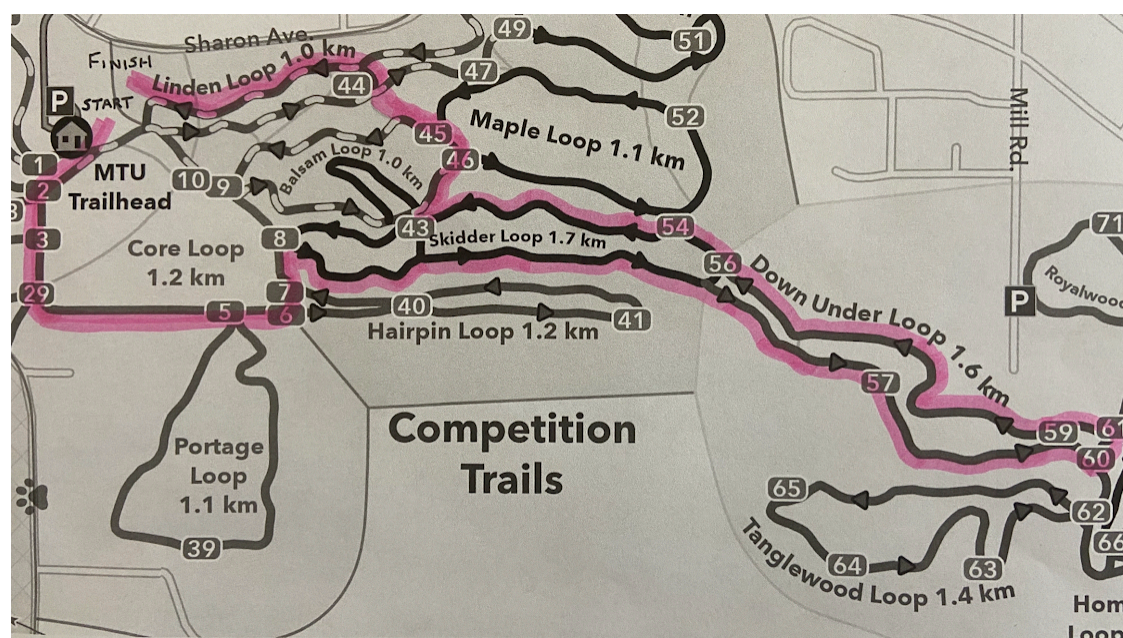 49
51
Sharon Ave.
FINISH
Linden Loop 1.0 km
47
44
P
START
52
Mill Rd.
45
Maple Loop 1.1 km
46
1
MTU
Trailhead
2
10
9
Balsam Loop 1.0 km
3
43
54
71
8
Skidder Loop 1.7 km
Core Loop
1.2 km
56
Down Under Loop 1.6 km
Royalwood
P
29
7
5
6
40
41
Hairpin Loop 1.2 km
57
Competition
Trails
59
61
60
Portage
Loop
1.1 km
65
62
66
39
64
63
Tanglewood Loop 1.4 km
Hom
Loop